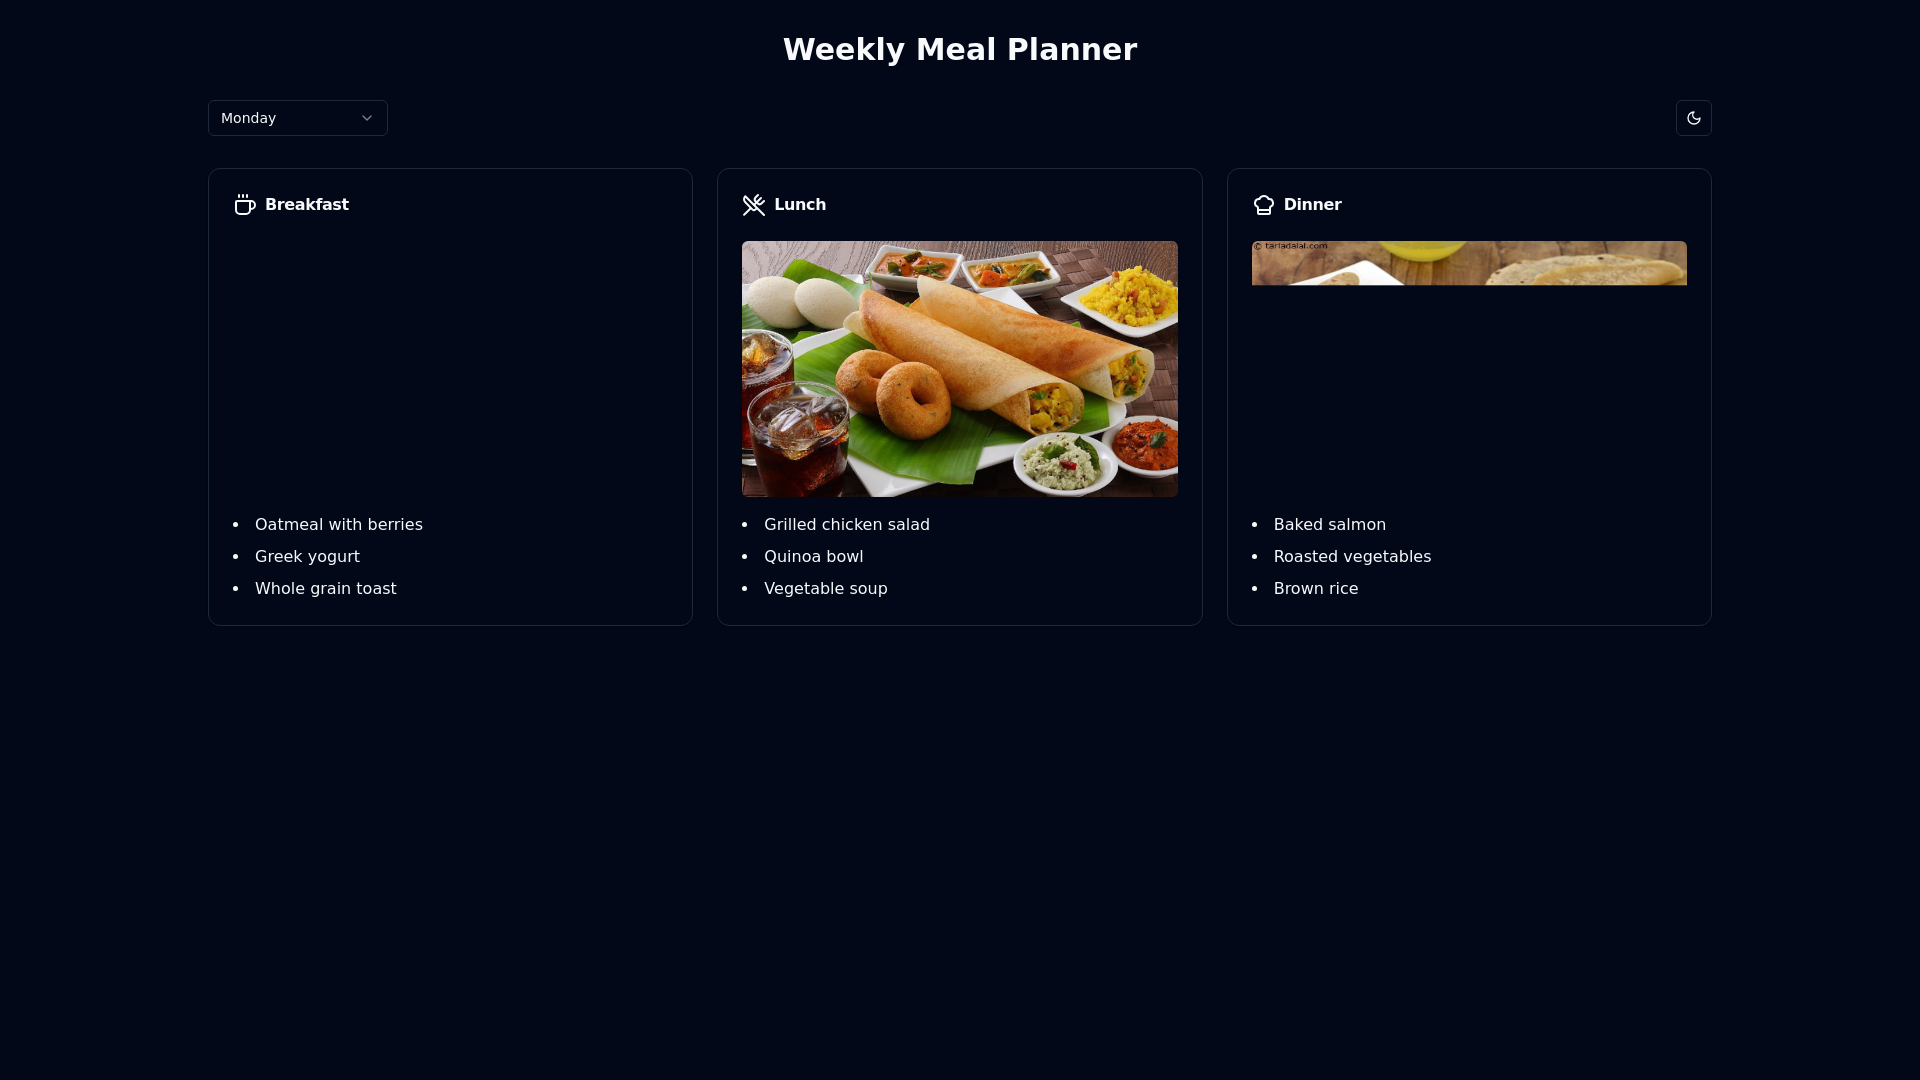 Weekly Meal Planner
Monday
Breakfast
Oatmeal with berries
Greek yogurt
Whole grain toast
Lunch
Grilled chicken salad
Quinoa bowl
Vegetable soup
Dinner
© tarladalal.com
Baked salmon
Roasted vegetables
Brown rice